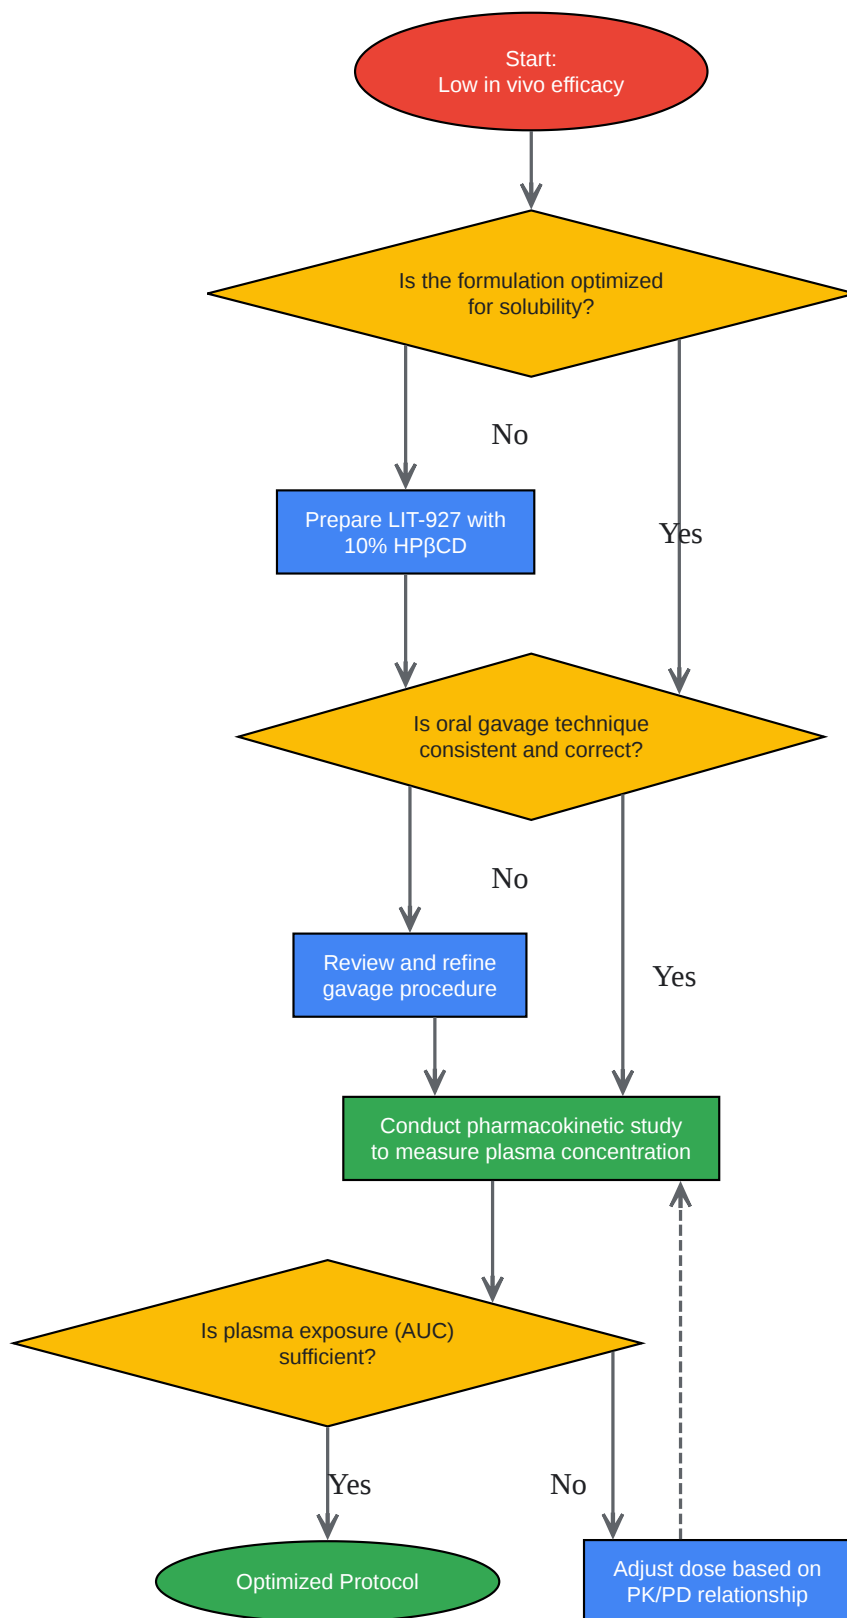 Start:
Low in vivo efficacy
Is the formulation optimized
for solubility?
No
Prepare LIT-927 with
10% HPβCD
Yes
Is oral gavage technique
consistent and correct?
No
Review and refine
gavage procedure
Yes
Conduct pharmacokinetic study
to measure plasma concentration
Is plasma exposure (AUC)
sufficient?
Yes
No
Optimized Protocol
Adjust dose based on
PK/PD relationship